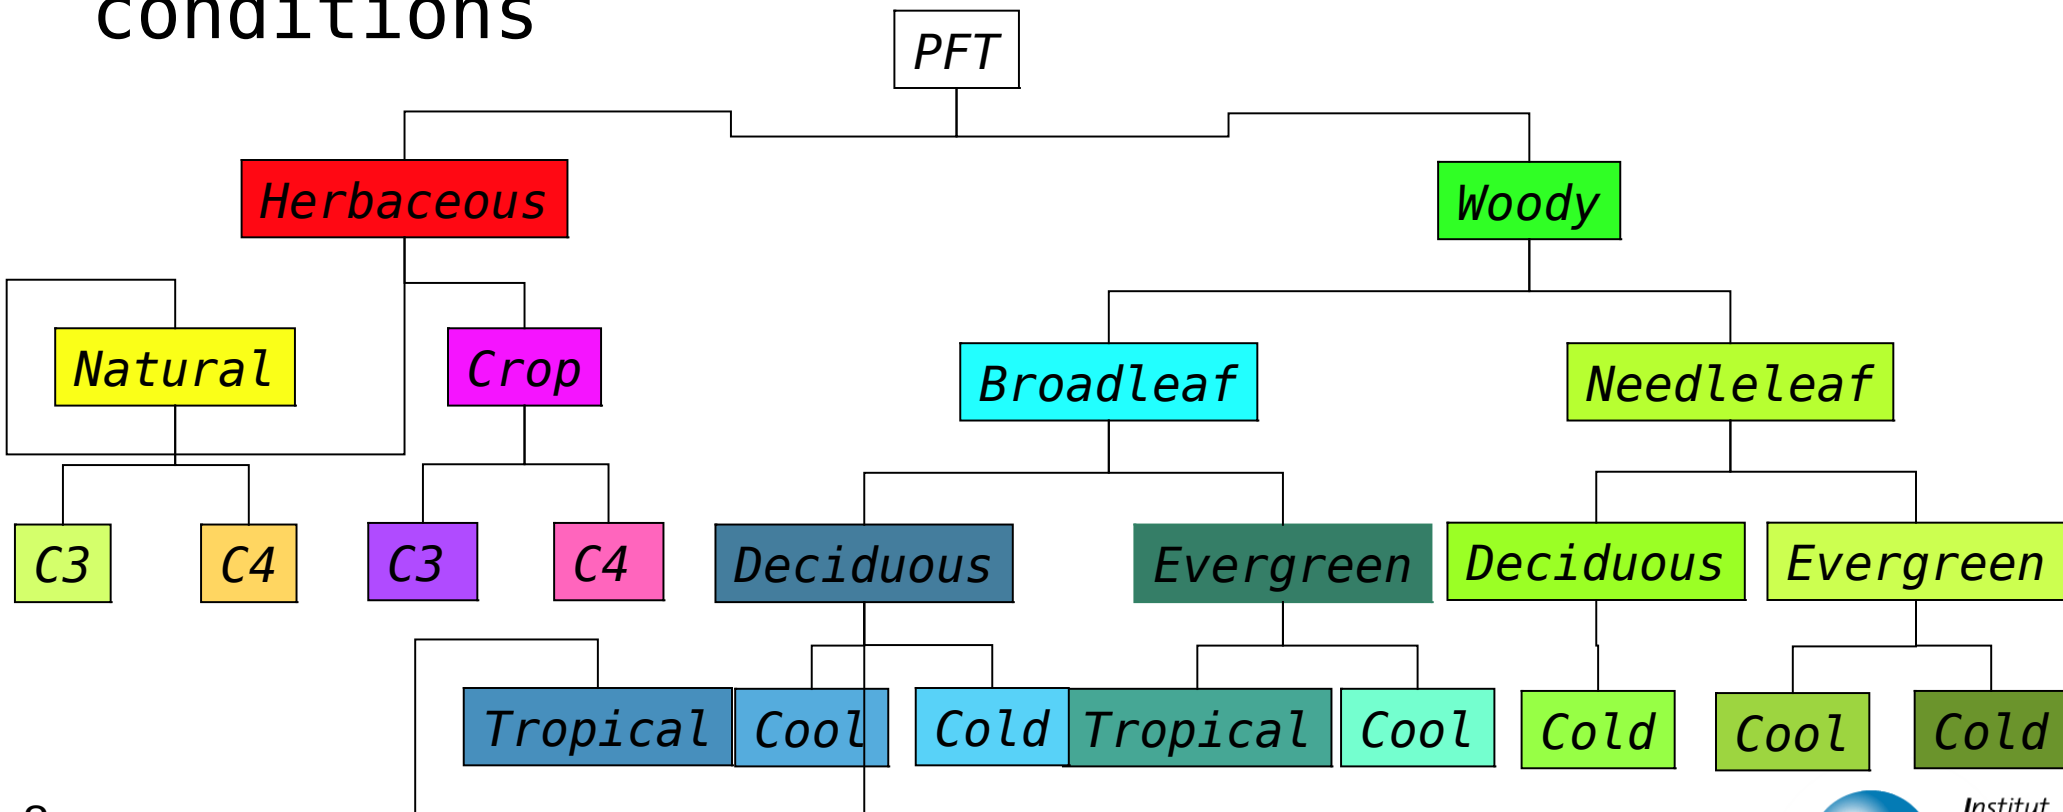 conditions
PFT
Herbaceous
Woody
Natural
Crop
Broadleaf
Needleleaf
C3
C4
C3
C4
Deciduous
Evergreen
Deciduous
Evergreen
Tropical
Cool
Cold
Tropical
Cool
Cold
Cool
Cold
Institut